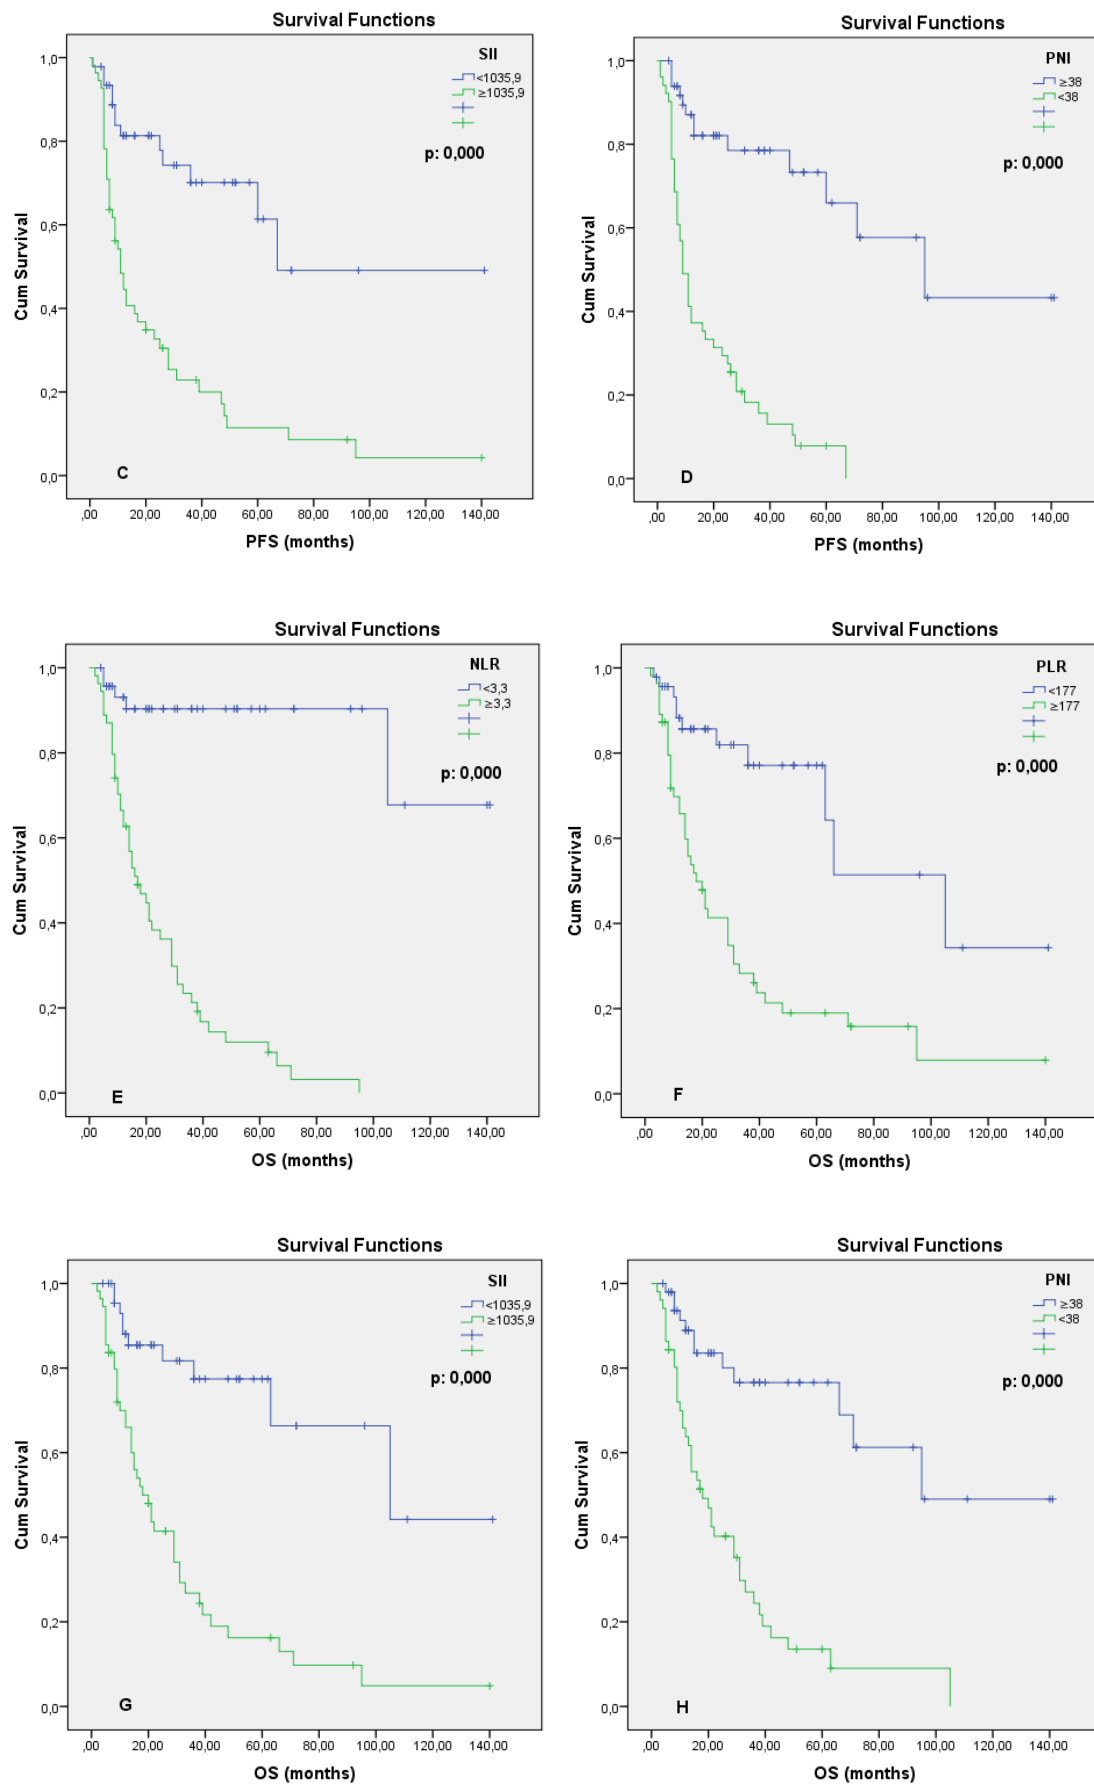 Survival Functions
SII
<1035,9
≥1035,9
p: 0,000
1,0
0,8
0,6
0,4
0,2
0,0
Cum Survival
C
,00 20,00 40,00 60,00 80,00 100,00 120,00 140,00
PFS (months)
Survival Functions
PNI
≥38
<38
p: 0,000
1,0
0,8
0,6
0,4
0,2
0,0
Cum Survival
D
,00 20,00 40,00 60,00 80,00 100,00 120,00 140,00
PFS (months)
Survival Functions
NLR
<3,3
≥3,3
p: 0,000
1,0
0,8
0,6
0,4
0,2
0,0
Cum Survival
E
,00 20,00 40,00 60,00 80,00 100,00 120,00 140,00
OS (months)
Survival Functions
PLR
<177
≥177
p: 0,000
1,0
0,8
0,6
0,4
0,2
0,0
Cum Survival
F
,00 20,00 40,00 60,00 80,00 100,00 120,00 140,00
OS (months)
Survival Functions
SII
<1035,9
≥1035,9
p: 0,000
1,0
0,8
0,6
0,4
0,2
0,0
Cum Survival
G
,00 20,00 40,00 60,00 80,00 100,00 120,00 140,00
OS (months)
Survival Functions
PNI
≥38
<38
p: 0,000
1,0
0,8
0,6
0,4
0,2
0,0
Cum Survival
H
,00 20,00 40,00 60,00 80,00 100,00 120,00 140,00
OS (months)